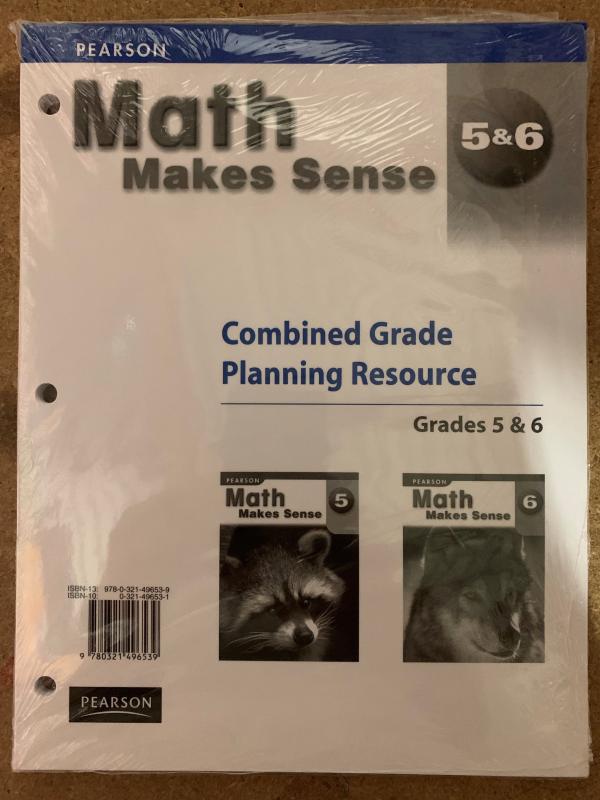 PEARSON
Math
Makes Sense
5&6
Combined Grade
Planning Resource
Grades 5 & 6
PEARSON
Math
Makes Sense
5
PEARSON
Math
Makes Sense
6
ISBN-13: 978-0-321-49653-9
ISBN-10: 0-321-49653-1
9 780321 496539
PEARSON